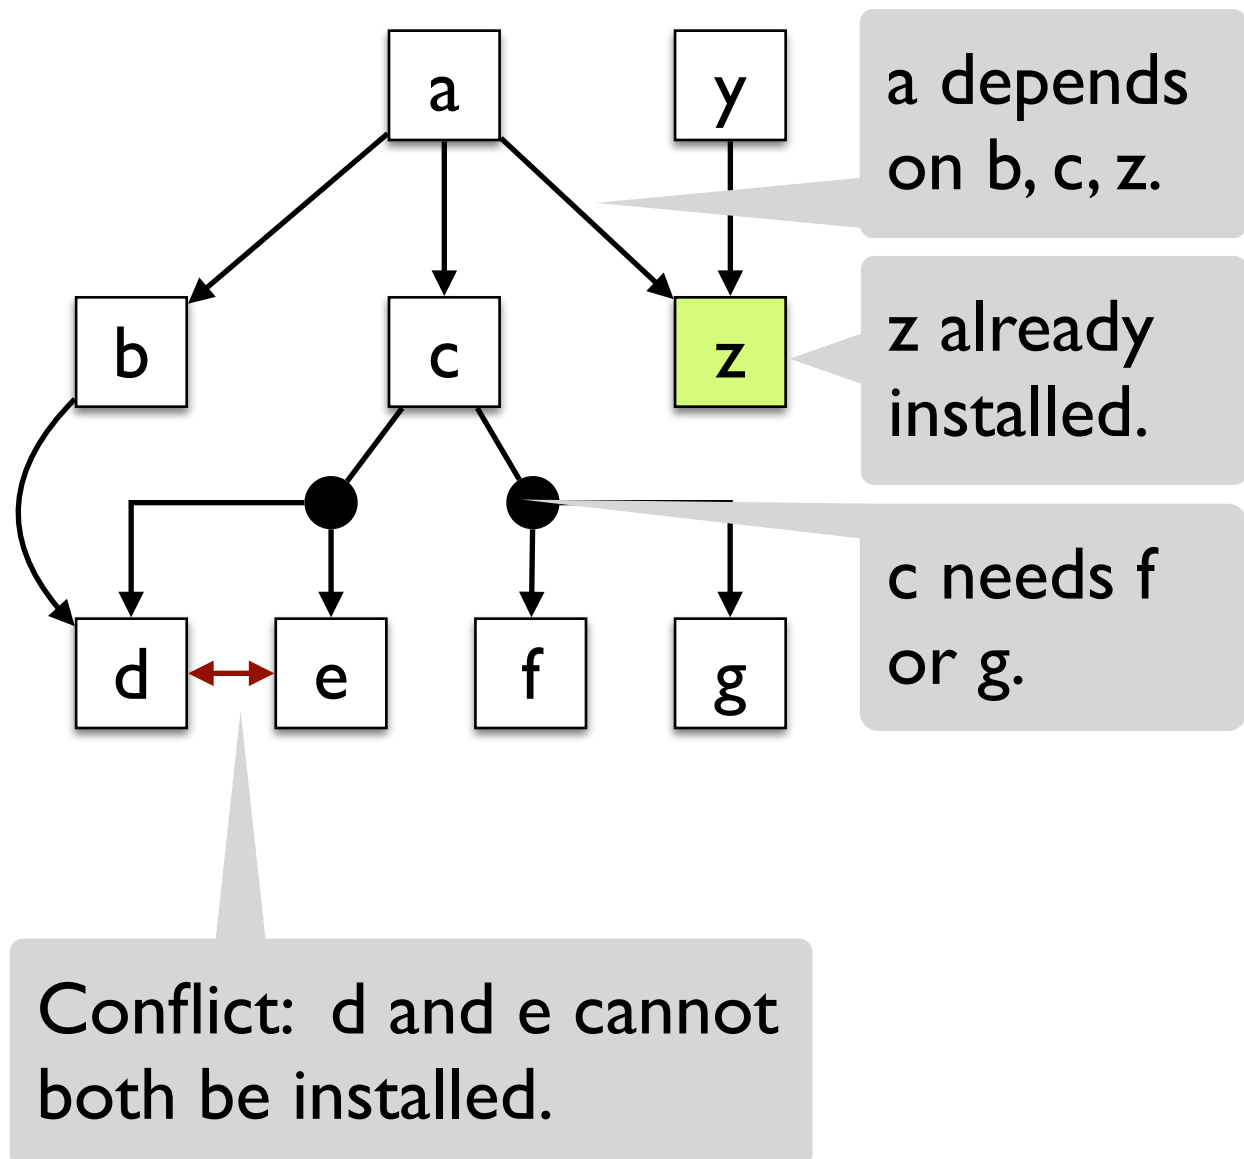 a
y
a depends
on b, c, z.
b
c
z
z already
installed.
c needs f
or g.
d
e
f
g
Conflict: d and e cannot
both be installed.